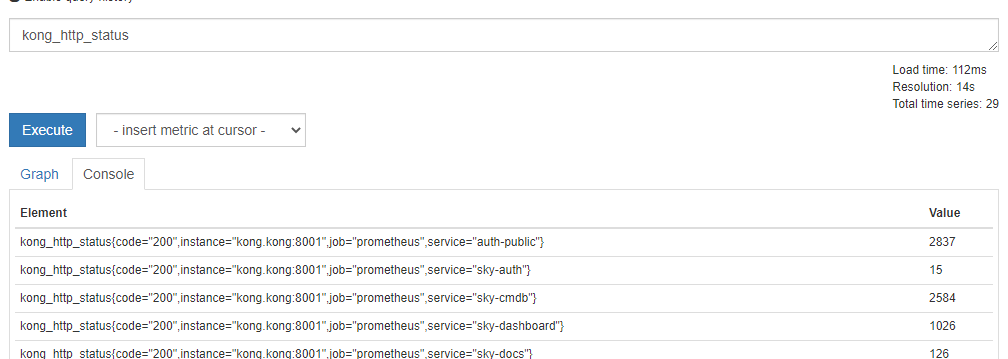 Enable query history
kong_http_status
Load time: 112ms
Resolution: 14s
Total time series: 29
Execute
- insert metric at cursor -
Graph
Console
Element Value
kong_http_status{code="200",instance="kong.kong:8001",job="prometheus",service="auth-public"} 2837
kong_http_status{code="200",instance="kong.kong:8001",job="prometheus",service="sky-auth"} 15
kong_http_status{code="200",instance="kong.kong:8001",job="prometheus",service="sky-cmdb"} 2584
kong_http_status{code="200",instance="kong.kong:8001",job="prometheus",service="sky-dashboard"} 1026
kong_http_status{code="200",instance="kong.kong:8001",job="prometheus",service="sky-docs"} 126